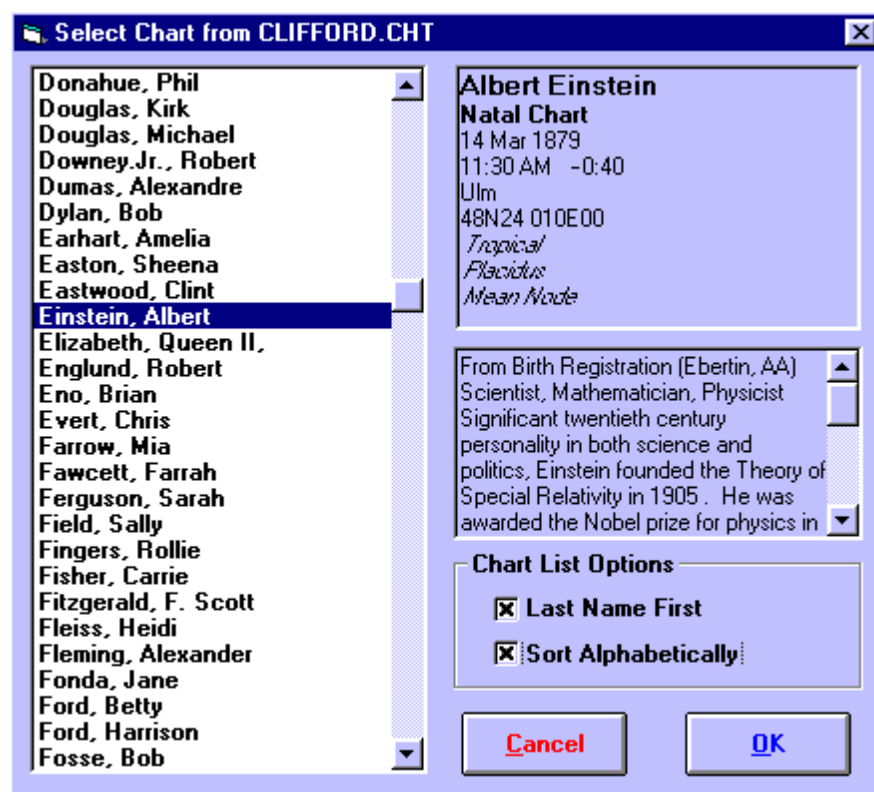 Select Chart from CLIFFORD.CHT
Donahue, Phil
Douglas, Kirk
Douglas, Michael
Downey.Jr., Robert
Dumas, Alexandre
Dylan, Bob
Earhart, Amelia
Easton, Sheena
Eastwood, Clint
Einstein, Albert
Elizabeth, Queen II,
Englund, Robert
Eno, Brian
Evert, Chris
Farrow, Mia
Fawcett, Farrah
Ferguson, Sarah
Field, Sally
Fingers, Rollie
Fisher, Carrie
Fitzgerald, F. Scott
Fleiss, Heidi
Fleming, Alexander
Fonda, Jane
Ford, Betty
Ford, Harrison
Fosse, Bob
Albert Einstein
Natal Chart
14 Mar 1879
11:30 AM -0:40
Ulm
48N24 010E00
Tropical
Placidus
Mean Node
From Birth Registration (Ebertin, AA)
Scientist, Mathematician, Physicist
Significant twentieth century
personality in both science and
politics, Einstein founded the Theory of
Special Relativity in 1905 . He was
awarded the Nobel prize for physics in
Chart List Options
Last Name First
Sort Alphabetically
Cancel
OK